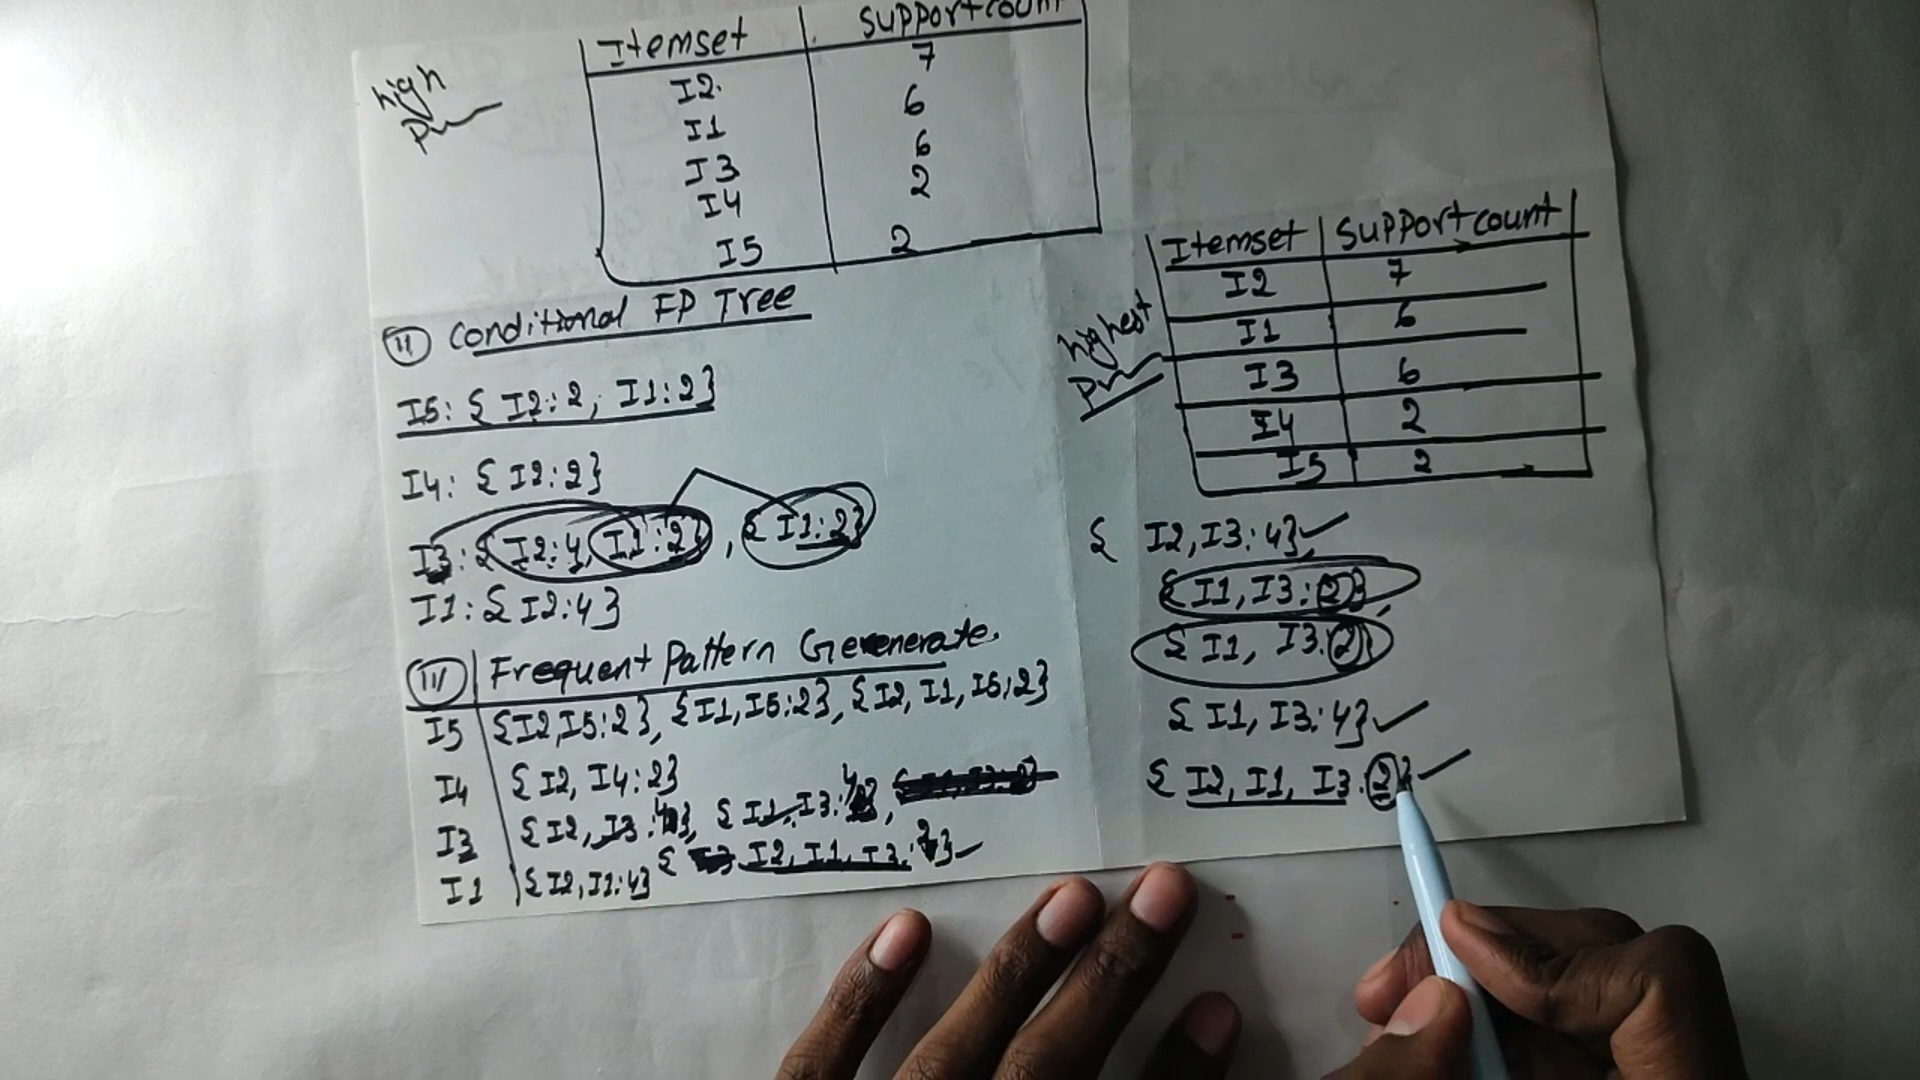 Itemset Support count
high
Pr
I2. 7
I1 6
I3 6
I4 2
I5 2
II Conditional FP Tree
I5: { I2: 2, I1: 2}
I4: { I2: 2}
I3: { I2: 4, I1: 2}, { I1: 2}
I1: { I2: 4}
III Frequent Pattern Generate.
I5 {I2, I5: 2}, {I1, I5: 2}, {I2, I1, I5: 2}
I4 { I2, I4: 2}
I3 { I2, I3: 4}, { I1, I3: 4},
{ I2, I1, I3: 2}
I1 {I2, I1: 4}
Itemset Support count
highest
Pr
I2 7
I1 6
I3 6
I4 2
I5 2
{ I2, I3: 4},
{ I1, I3: 2},
{ I1, I3: 2}
{ I1, I3: 4}
{ I2, I1, I3: 2}